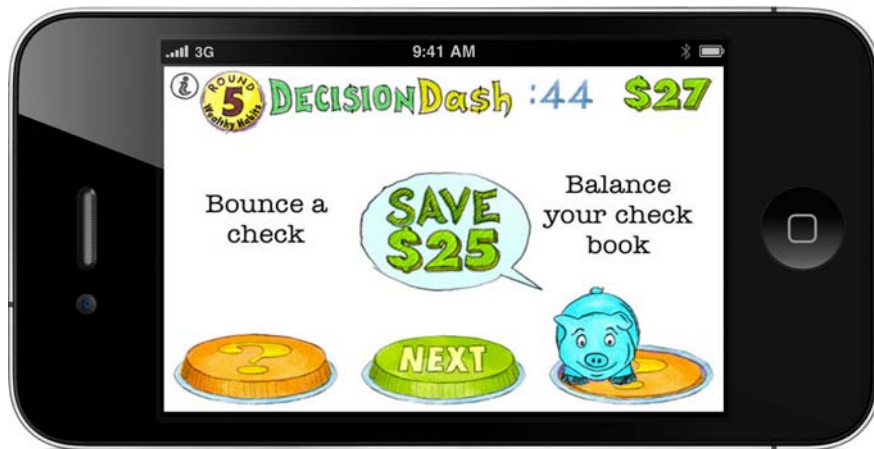 3G 9:41 AM
i ROUND 5 Wealthy Habits DECISIONDash :44 $27
Bounce a
check
SAVE
$25
Balance
your check
book
? NEXT ?